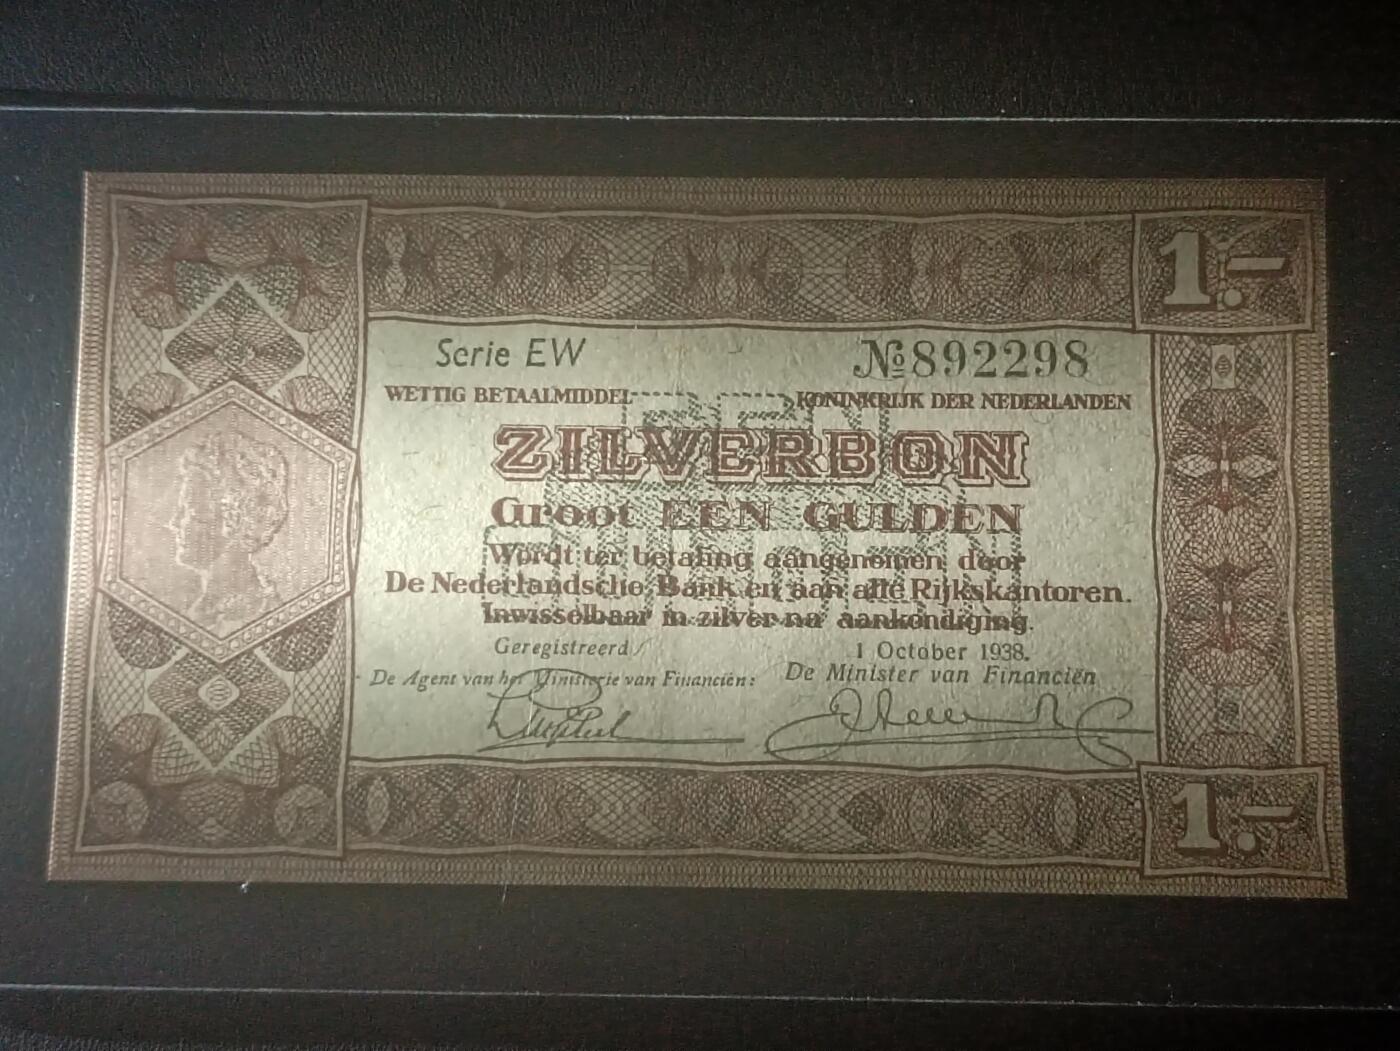 1.-
Serie EW № 892298
WETTIG BETAALMIDDEL KONINKRIJK DER NEDERLANDEN
ZILVERBON
Groot EEN GULDEN
Wordt ter betaling aangenomen door
De Nederlandsche Bank en aan alle Rijkskantoren.
Inwisselbaar in zilver na aankondiging.
Geregistreerd 1 October 1938.
De Agent van het Ministerie van Financiën: De Minister van Financiën
1.-